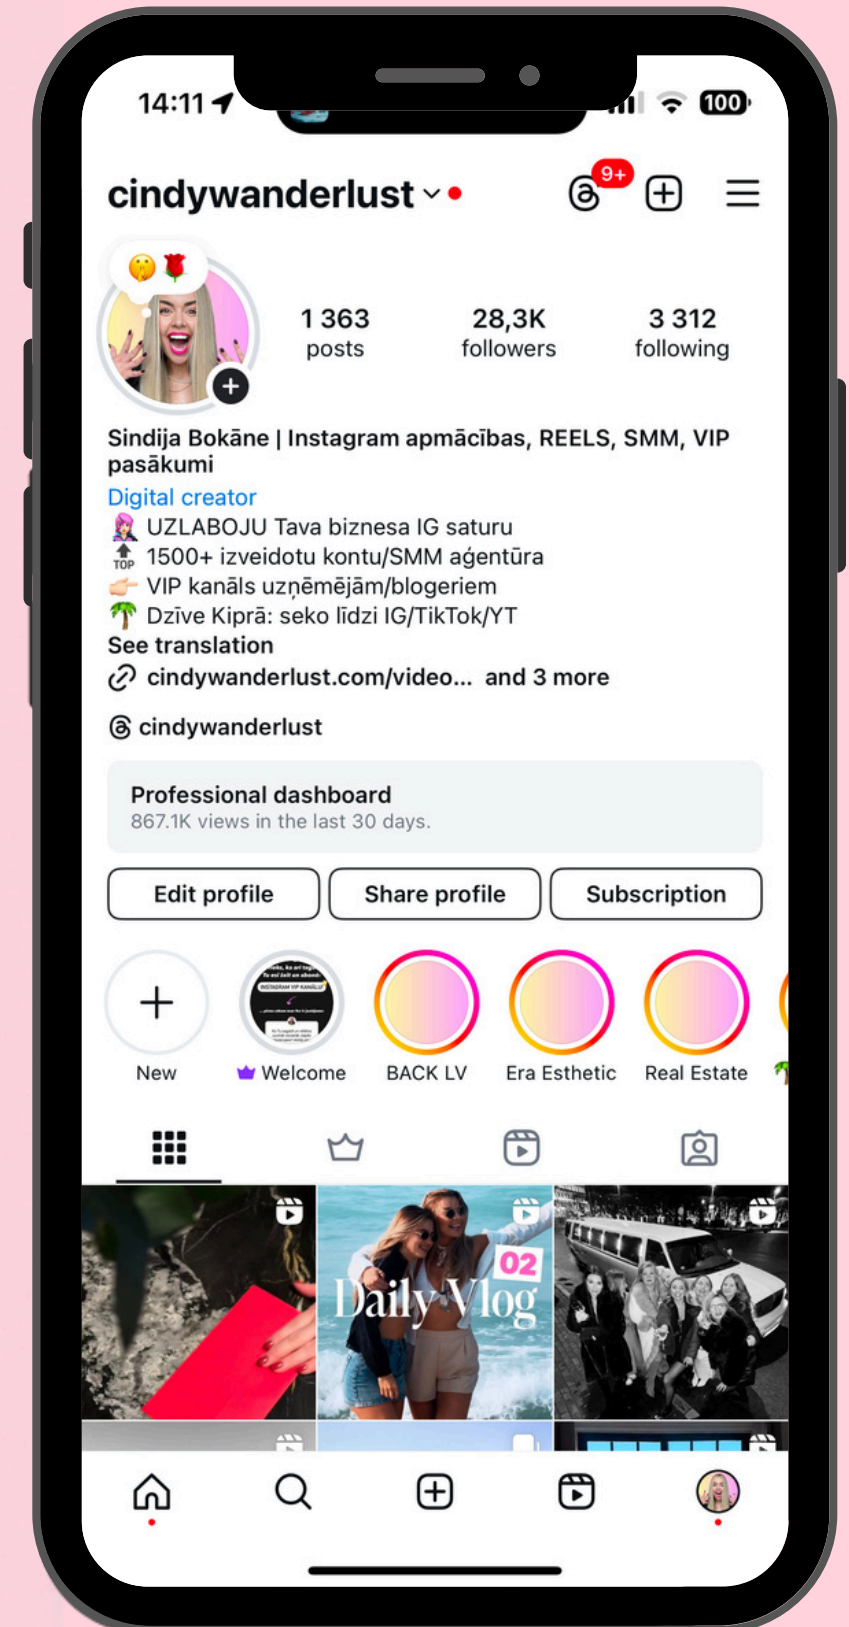 14:11
100
cindywanderlust
9+
1 363
posts
28,3K
followers
3 312
following
Sindija Bokāne | Instagram apmācības, REELS, SMM, VIP
pasākumi
Digital creator
UZLABOJU Tava biznesa IG saturu
TOP 1500+ izveidotu kontu/SMM aģentūra
VIP kanāls uzņēmējām/blogeriem
Dzīve Kiprā: seko līdzi IG/TikTok/YT
See translation
cindywanderlust.com/video... and 3 more
cindywanderlust
Professional dashboard
867.1K views in the last 30 days.
Edit profile
Share profile
Subscription
INSTAGRAM VIP KANĀLU
New
Welcome
BACK LV
Era Esthetic
Real Estate
02
Daily Vlog